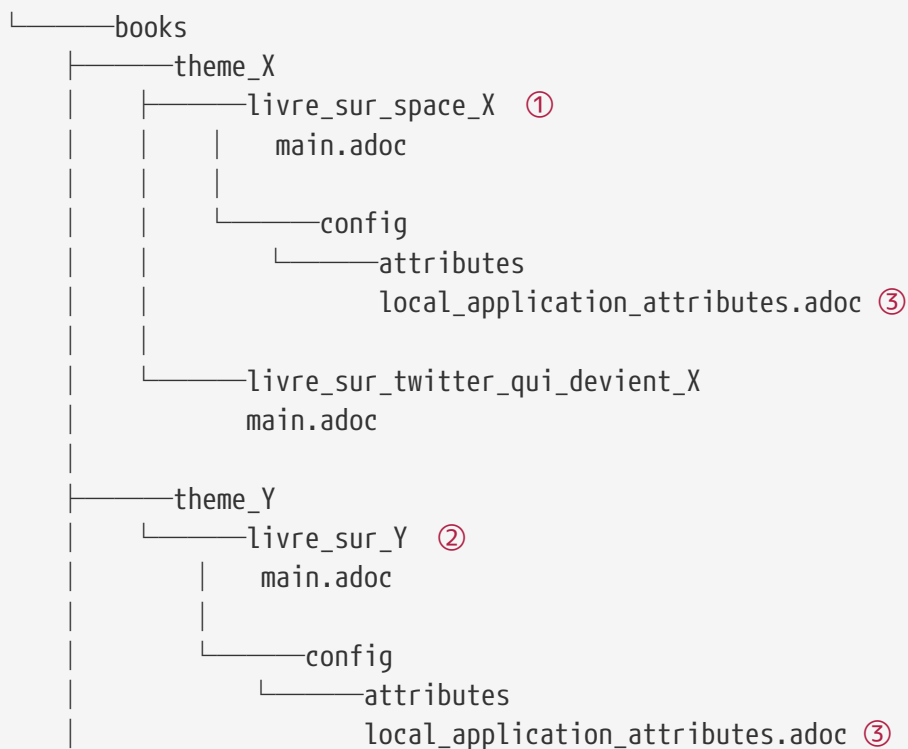 └──────books
├──────theme_X
│ ├──────livre_sur_space_X ①
│ │ │ main.adoc
│ │ │
│ │ └──────config
│ │ └──────attributes
│ │ local_application_attributes.adoc ③
│ │
│ └──────livre_sur_twitter_qui_devient_X
│ main.adoc
│
├──────theme_Y
│ └──────livre_sur_Y ②
│ │ main.adoc
│ │
│ └──────config
│ └──────attributes
│ local_application_attributes.adoc ③